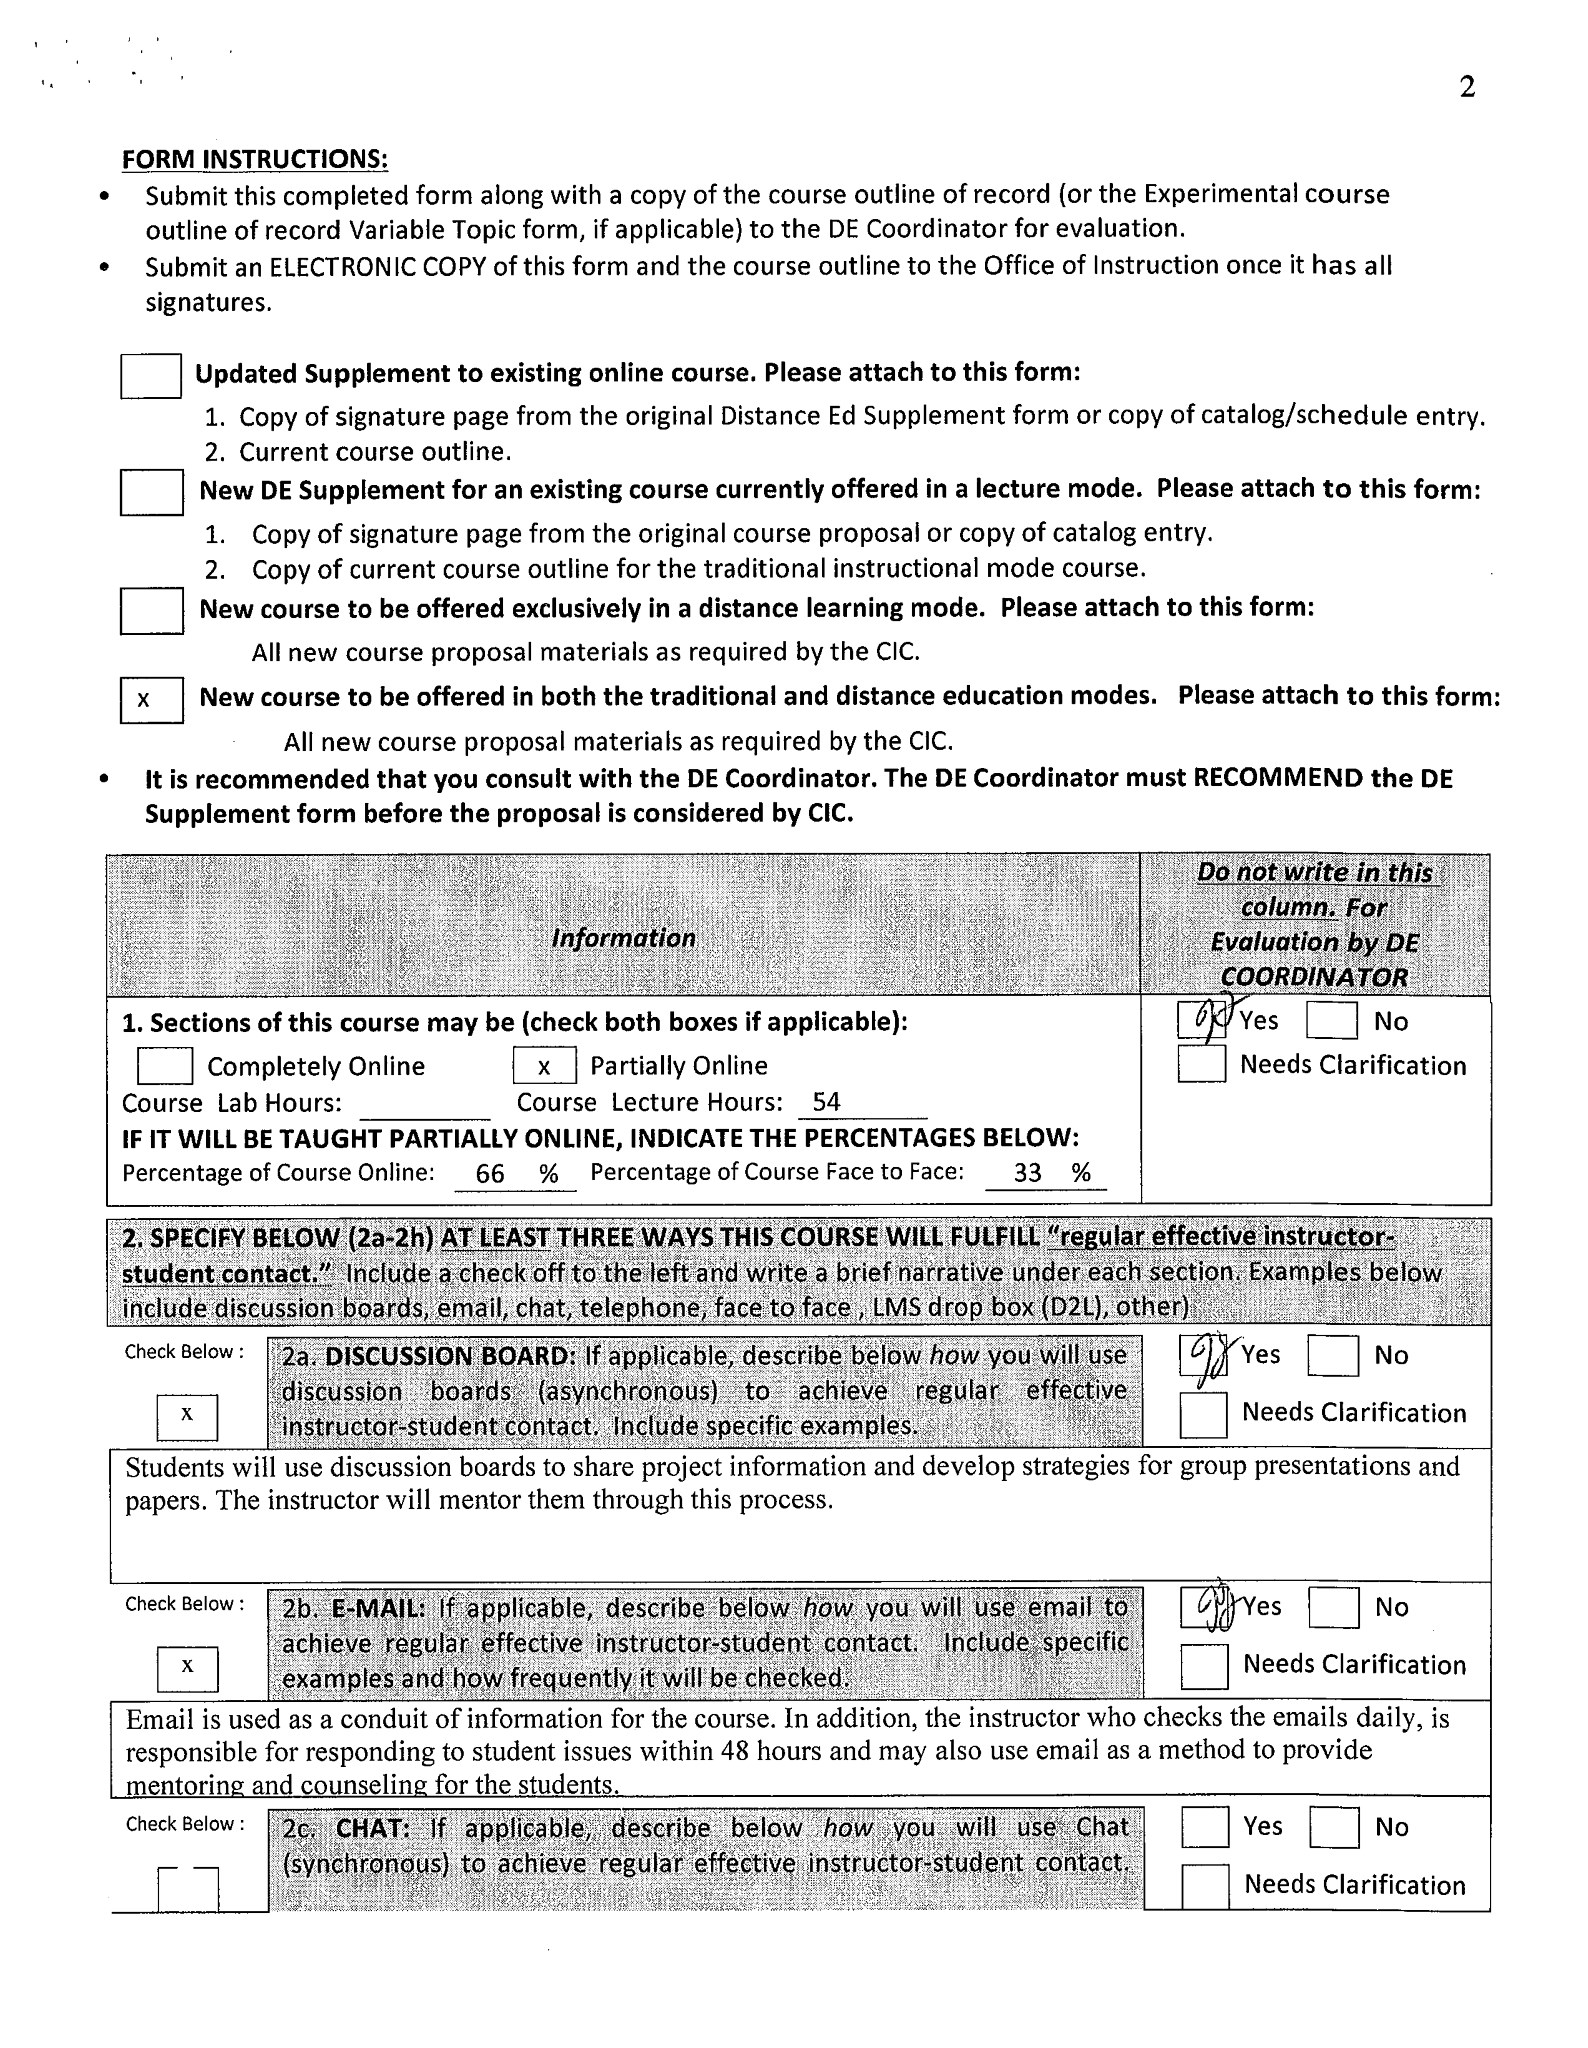 2
FORM INSTRUCTIONS:
• Submit this completed form along with a copy of the course outline of record (or the Experimental course
outline of record Variable Topic form, if applicable) to the DE Coordinator for evaluation.
• Submit an ELECTRONIC COPY of this form and the course outline to the Office of Instruction once it has all
signatures.
Updated Supplement to existing online course. Please attach to this form:
1. Copy of signature page from the original Distance Ed Supplement form or copy of catalog/schedule entry.
2. Current course outline.
New DE Supplement for an existing course currently offered in a lecture mode. Please attach to this form:
1. Copy of signature page from the original course proposal or copy of catalog entry.
2. Copy of current course outline for the traditional instructional mode course.
New course to be offered exclusively in a distance learning mode. Please attach to this form:
All new course proposal materials as required by the CIC.
x New course to be offered in both the traditional and distance education modes. Please attach to this form:
All new course proposal materials as required by the CIC.
• It is recommended that you consult with the DE Coordinator. The DE Coordinator must RECOMMEND the DE
Supplement form before the proposal is considered by CIC.
Information
Do not write in this
column. For
Evaluation by DE
COORDINATOR
1. Sections of this course may be (check both boxes if applicable):
Completely Online x Partially Online
Course Lab Hours: Course Lecture Hours: 54
IF IT WILL BE TAUGHT PARTIALLY ONLINE, INDICATE THE PERCENTAGES BELOW:
Percentage of Course Online: 66 % Percentage of Course Face to Face: 33 %
Yes No
Needs Clarification
2. SPECIFY BELOW (2a-2h) AT LEAST THREE WAYS THIS COURSE WILL FULFILL "regular effective instructor-
student contact." Include a check off to the left and write a brief narrative under each section. Examples below
include discussion boards, email, chat, telephone, face to face , LMS drop box (D2L), other)
Check Below :
x
2a. DISCUSSION BOARD: If applicable, describe below how you will use
discussion boards (asynchronous) to achieve regular effective
instructor-student contact. Include specific examples.
Yes No
Needs Clarification
Students will use discussion boards to share project information and develop strategies for group presentations and
papers. The instructor will mentor them through this process.
Check Below :
x
2b. E-MAIL: If applicable, describe below how you will use email to
achieve regular effective instructor-student contact. Include specific
examples and how frequently it will be checked.
Yes No
Needs Clarification
Email is used as a conduit of information for the course. In addition, the instructor who checks the emails daily, is
responsible for responding to student issues within 48 hours and may also use email as a method to provide
mentoring and counseling for the students.
Check Below :
2c. CHAT: If applicable, describe below how you will use Chat
(synchronous) to achieve regular effective instructor-student contact.
Yes No
Needs Clarification